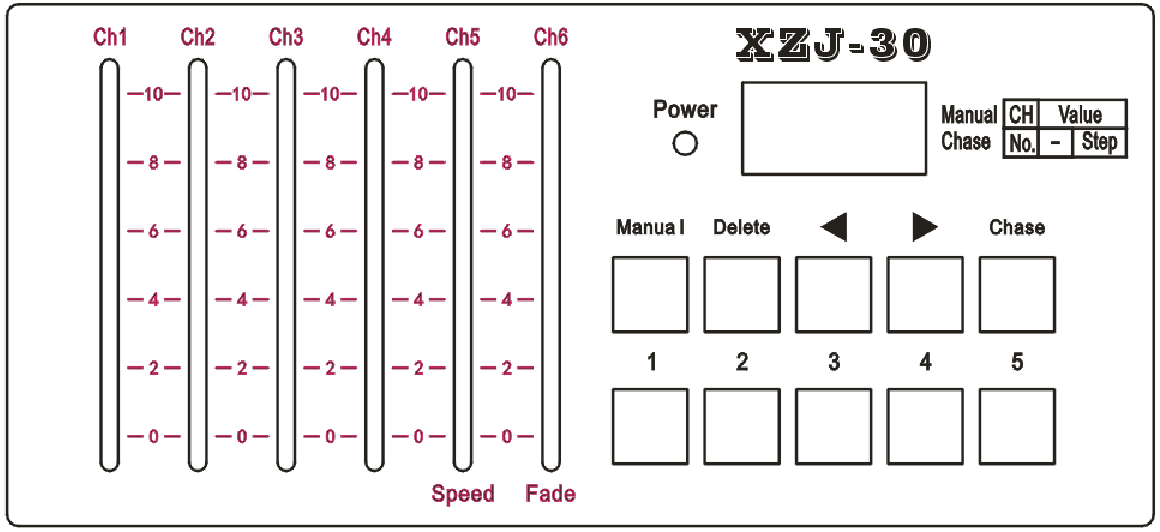 Ch1 Ch2 Ch3 Ch4 Ch5 Ch6
XZJ-30
10 10 10 10 10
Power
Manual CH Value
Chase No. - Step
8 8 8 8 8
Manual Delete ◀ ▶ Chase
6 6 6 6 6
4 4 4 4 4
1 2 3 4 5
2 2 2 2 2
0 0 0 0 0
Speed Fade